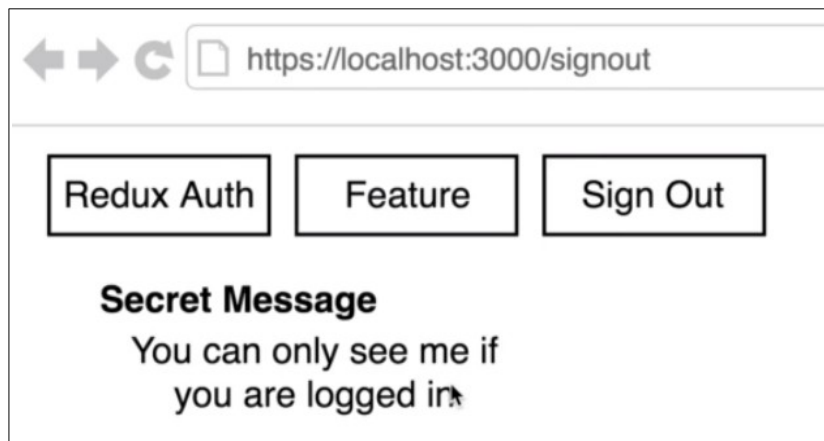 https://localhost:3000/signout
Redux Auth Feature Sign Out
Secret Message
You can only see me if
you are logged in.